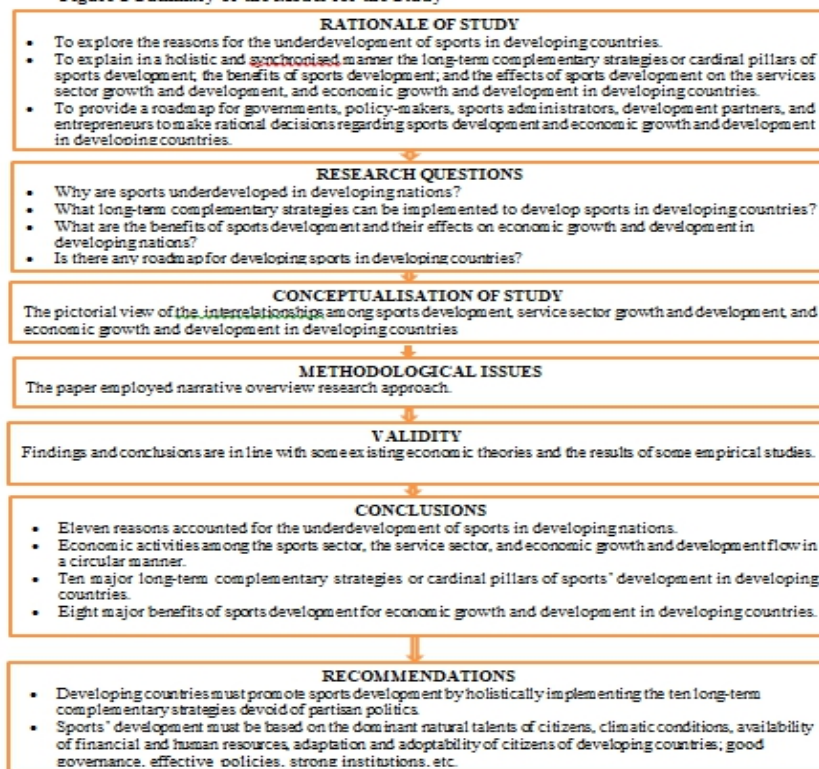 RATIONALE OF STUDY
• To explore the reasons for the underdevelopment of sports in developing countries.
• To explain in a holistic and synchronised manner the long-term complementary strategies or cardinal pillars of
sports development; the benefits of sports development; and the effects of sports development on the services
sector growth and development, and economic growth and development in developing countries.
• To provide a roadmap for governments, policy-makers, sports administrators, development partners, and
entrepreneurs to make rational decisions regarding sports development and economic growth and development
in developing countries.
RESEARCH QUESTIONS
• Why are sports underdeveloped in developing nations?
• What long-term complementary strategies can be implemented to develop sports in developing countries?
• What are the benefits of sports development and their effects on economic growth and development in
developing nations?
• Is there any roadmap for developing sports in developing countries?
CONCEPTUALISATION OF STUDY
The pictorial view of the interrelationships among sports development, service sector growth and development, and
economic growth and development in developing countries
METHODOLOGICAL ISSUES
The paper employed narrative overview research approach.
VALIDITY
Findings and conclusions are in line with some existing economic theories and the results of some empirical studies.
CONCLUSIONS
• Eleven reasons accounted for the underdevelopment of sports in developing nations.
• Economic activities among the sports sector, the service sector, and economic growth and development flow in
a circular manner.
• Ten major long-term complementary strategies or cardinal pillars of sports" development in developing
countries.
• Eight major benefits of sports development for economic growth and development in developing countries.
RECOMMENDATIONS
• Developing countries must promote sports development by holistically implementing the ten long-term
complementary strategies devoid of partisan politics.
• Sports" development must be based on the dominant natural talents of citizens, climatic conditions, availability
of financial and human resources, adaptation and adoptability of citizens of developing countries; good
governance, effective policies, strong institutions, etc.